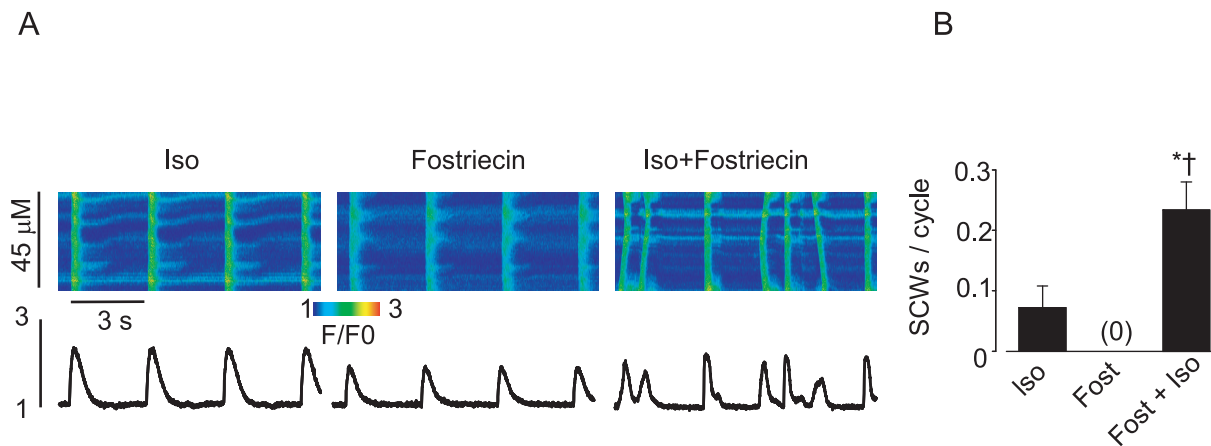 A
B
Iso
Fostriecin
Iso+Fostriecin
45 µM
3 s
1
3
F/F0
3
1
SCWs / cycle
0.3
0.2
0.1
0
*†
(0)
Iso
Fost
Fost + Iso